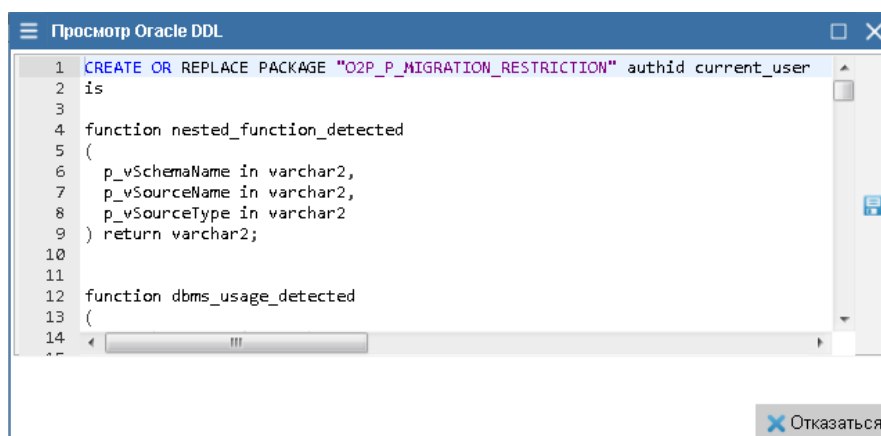 Просмотр Oracle DDL
1 CREATE OR REPLACE PACKAGE "O2P_P_MIGRATION_RESTRICTION" authid current_user
2 is
3
4 function nested_function_detected
5 (
6 p_vSchemaName in varchar2,
7 p_vSourceName in varchar2,
8 p_vSourceType in varchar2
9 ) return varchar2;
10
11
12 function dbms_usage_detected
13 (
14
Отказаться